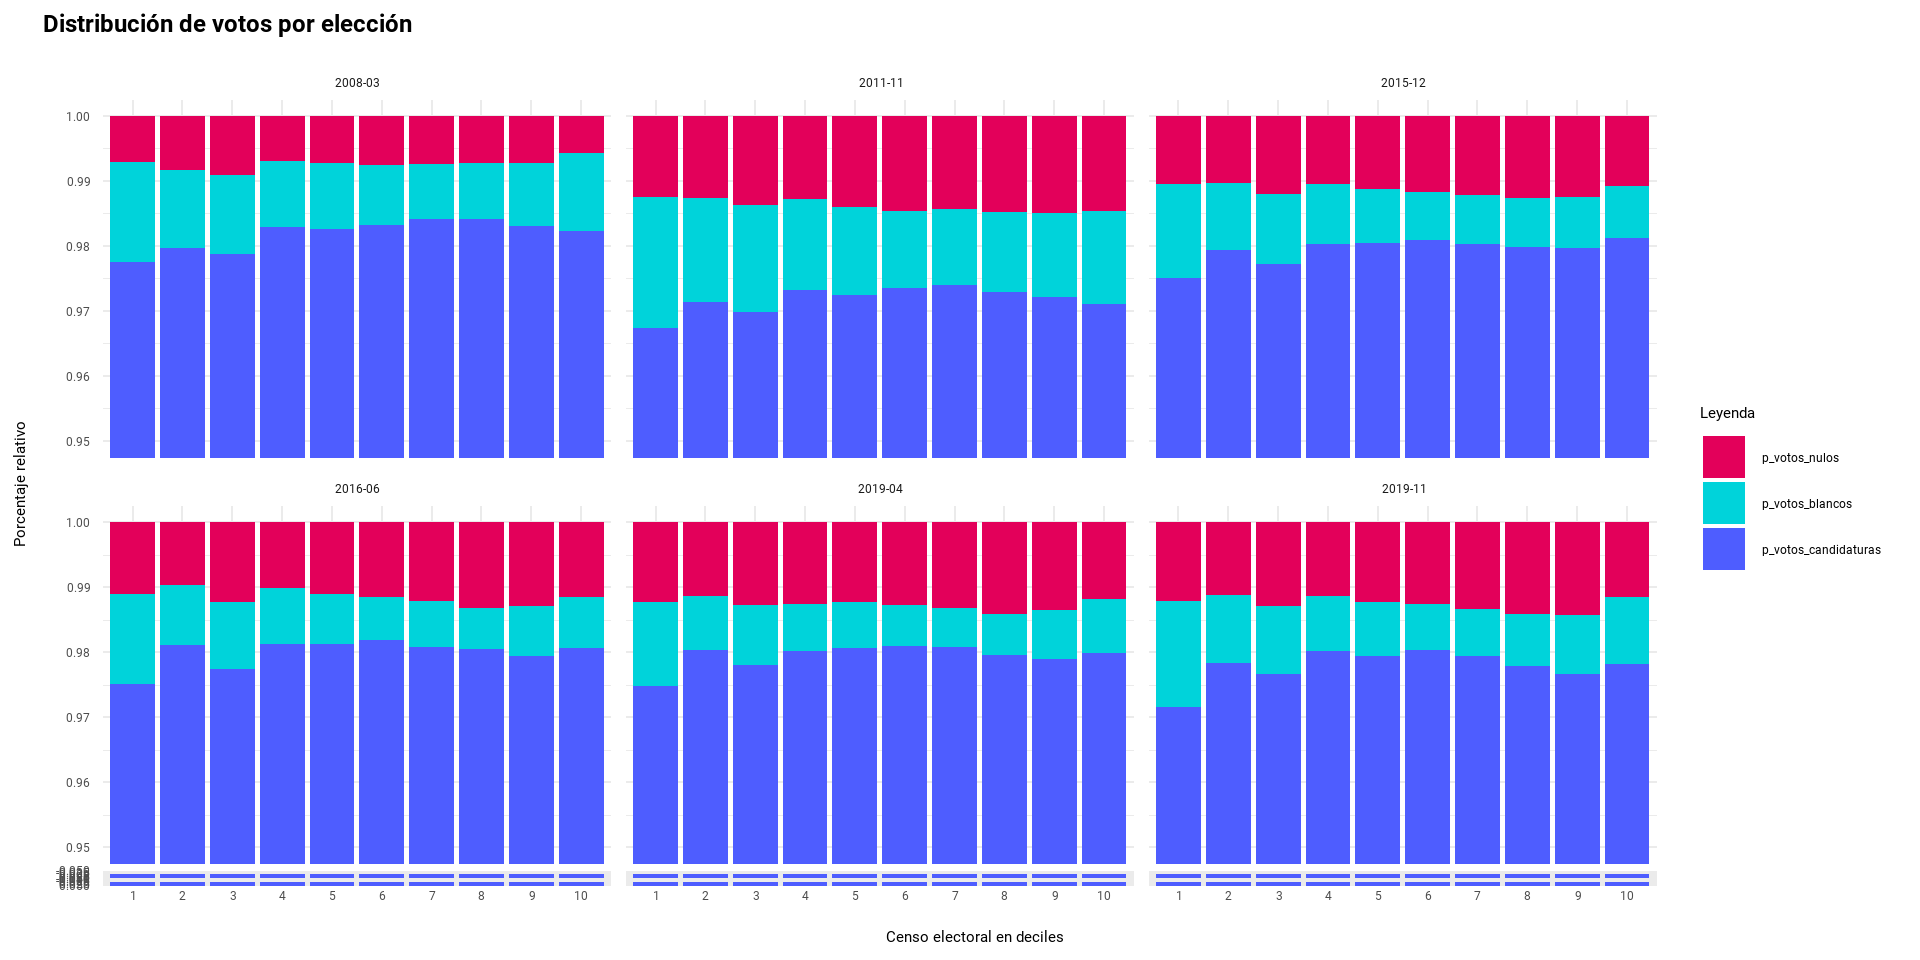 Distribución de votos por elección
2008-03
2011-11
2015-12
1.00
0.99
0.98
0.97
0.96
0.95
2016-06
2019-04
2019-11
1.00
0.99
0.98
0.97
0.96
0.95
1 2 3 4 5 6 7 8 9 10
1 2 3 4 5 6 7 8 9 10
1 2 3 4 5 6 7 8 9 10
Censo electoral en deciles
Porcentaje relativo
Leyenda
p_votos_nulos
p_votos_blancos
p_votos_candidaturas